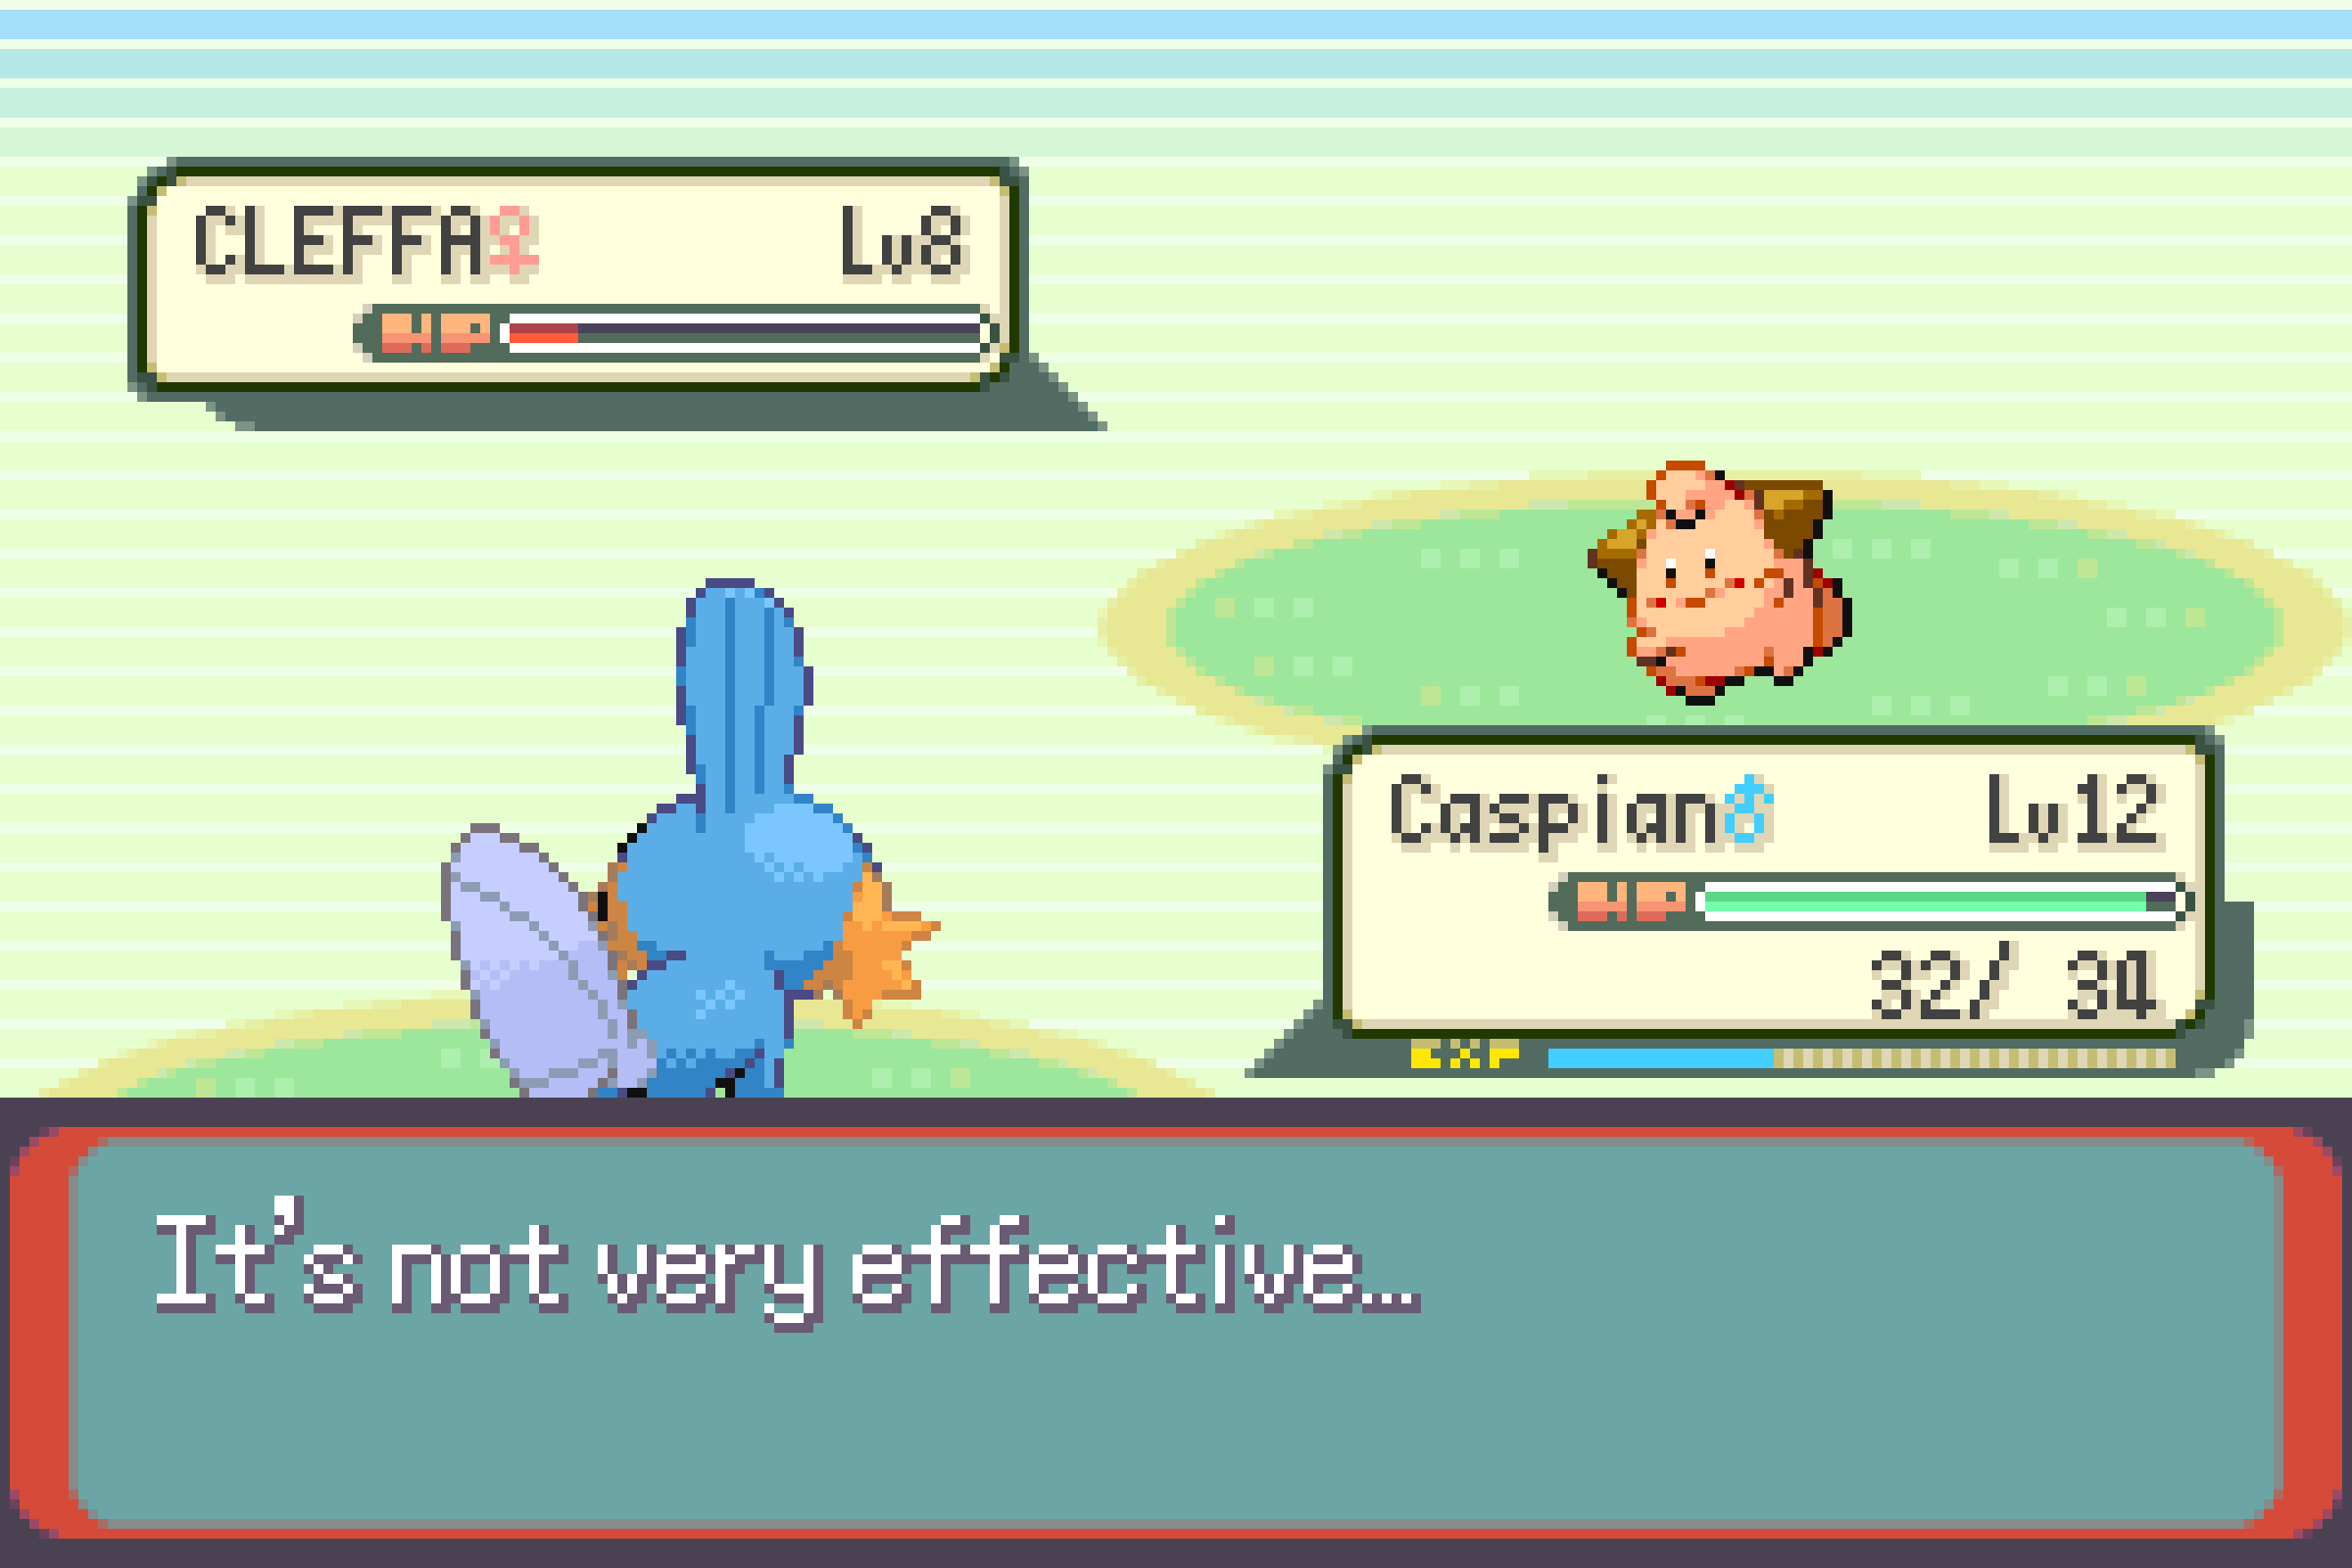 CLEFFA♀ Lv8
HP
Caspian♂ Lv12
HP
32/ 34
EXP
It's not very effective…